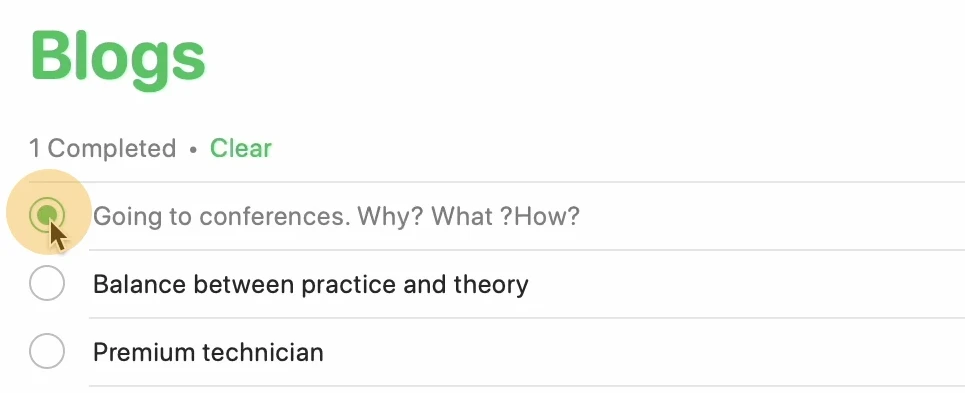 Blogs
1 Completed • Clear
Going to conferences. Why? What ?How?
Balance between practice and theory
Premium technician